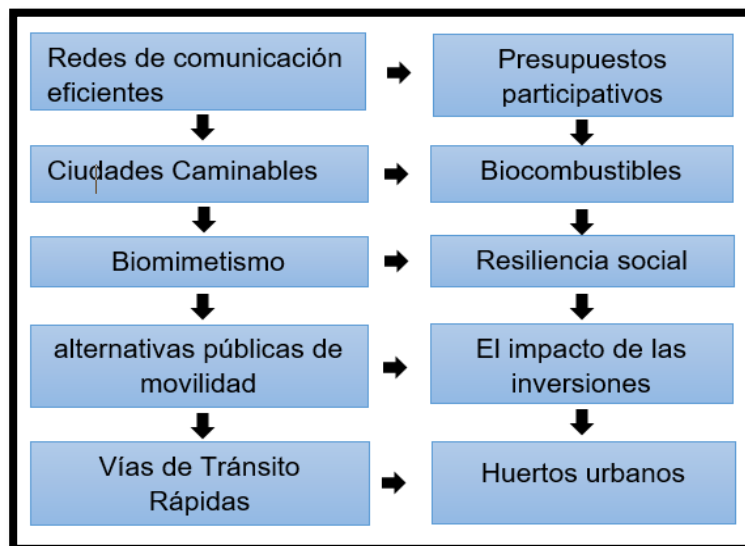 Redes de comunicación
eficientes
Presupuestos
participativos
Ciudades Caminables
Biocombustibles
Biomimetismo
Resiliencia social
alternativas públicas de
movilidad
El impacto de las
inversiones
Vías de Tránsito
Rápidas
Huertos urbanos